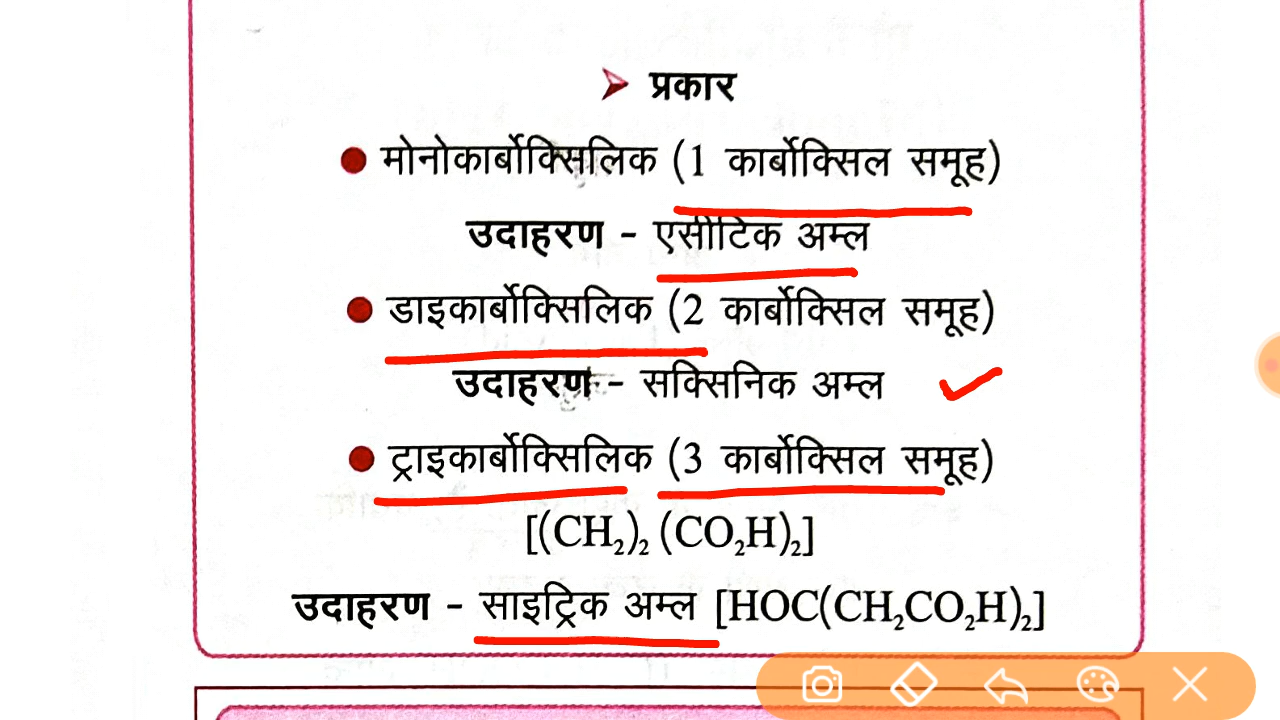 ➤ प्रकार
● मोनोकार्बोक्सिलिक (1 कार्बोक्सिल समूह)
उदाहरण - एसीटिक अम्ल
● डाइकार्बोक्सिलिक (2 कार्बोक्सिल समूह)
उदाहरण - सक्सिनिक अम्ल
● ट्राइकार्बोक्सिलिक (3 कार्बोक्सिल समूह)
[(CH₂)₂ (CO₂H)₂]
उदाहरण - साइट्रिक अम्ल [HOC(CH₂CO₂H)₂]